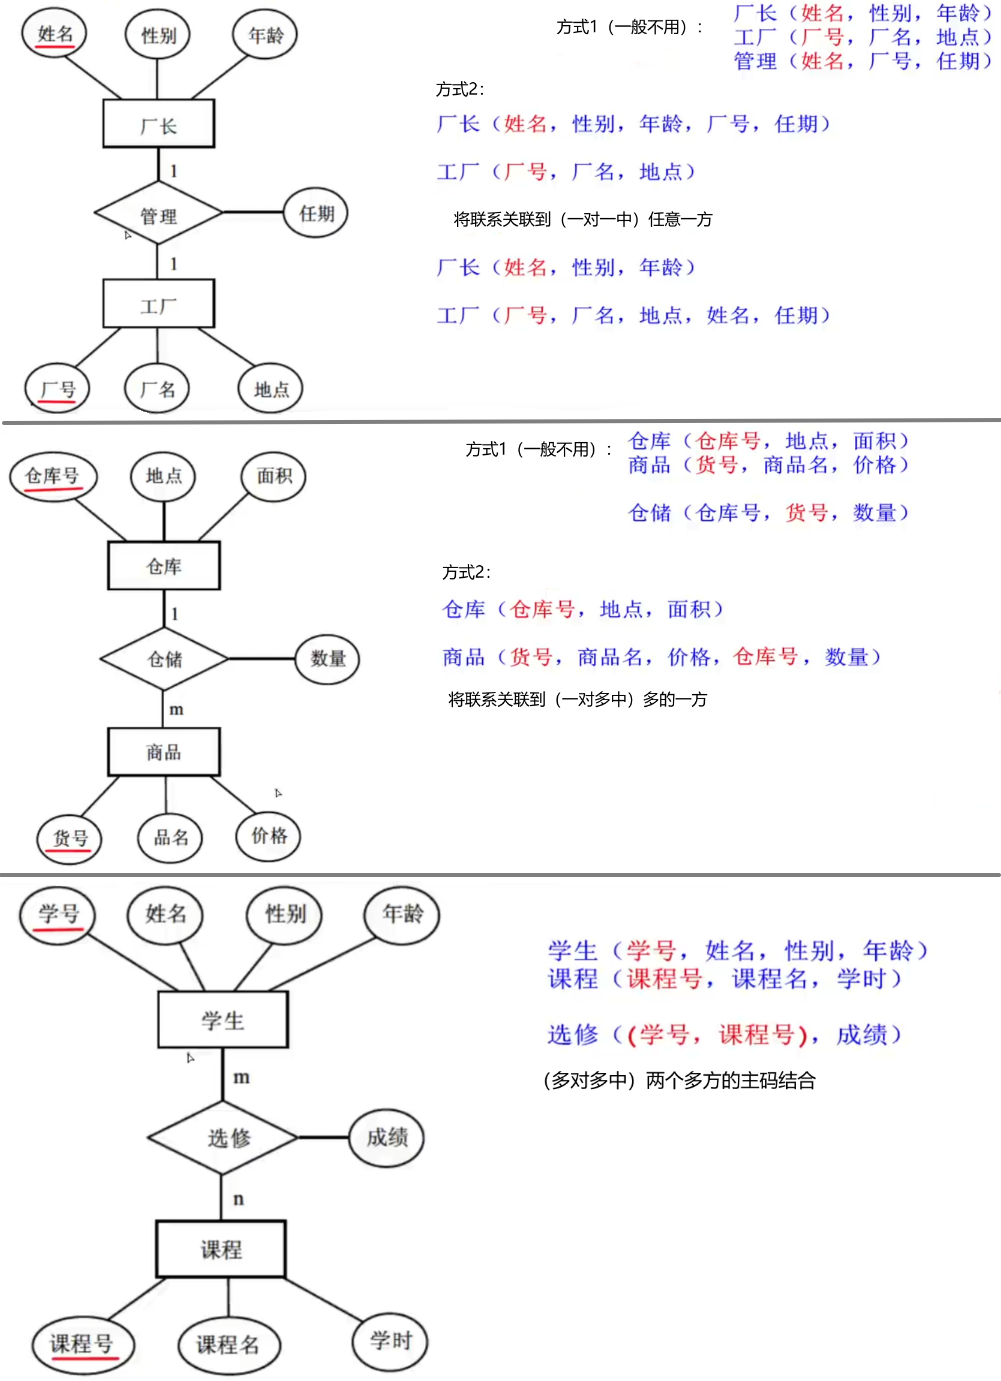 姓名
性别
年龄
厂长
1
管理
任期
1
工厂
厂号
厂名
地点
方式1（一般不用）：
厂长（姓名，性别，年龄）
工厂（厂号，厂名，地点）
管理（姓名，厂号，任期）
方式2：
厂长（姓名，性别，年龄，厂号，任期）
工厂（厂号，厂名，地点）
将联系关联到（一对一中）任意一方
厂长（姓名，性别，年龄）
工厂（厂号，厂名，地点，姓名，任期）
仓库号
地点
面积
仓库
1
仓储
数量
m
商品
货号
品名
价格
方式1（一般不用）：
仓库（仓库号，地点，面积）
商品（货号，商品名，价格）
仓储（仓库号，货号，数量）
方式2：
仓库（仓库号，地点，面积）
商品（货号，商品名，价格，仓库号，数量）
将联系关联到（一对多中）多的一方
学号
姓名
性别
年龄
学生
m
选修
成绩
n
课程
课程号
课程名
学时
学生（学号，姓名，性别，年龄）
课程（课程号，课程名，学时）
选修（(学号，课程号)，成绩）
（多对多中）两个多方的主码结合